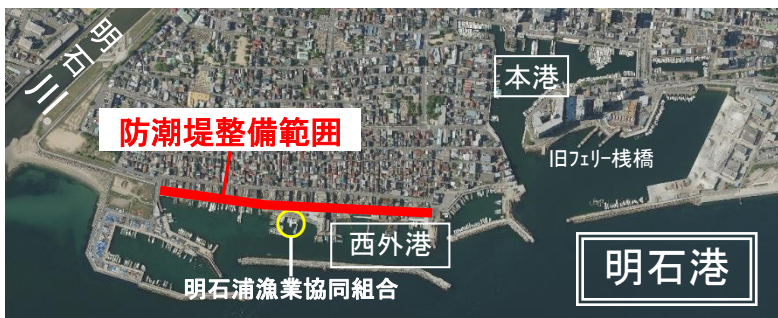 明石川
本港
防潮堤整備範囲
旧フェリー桟橋
西外港
明石港
明石浦漁業協同組合